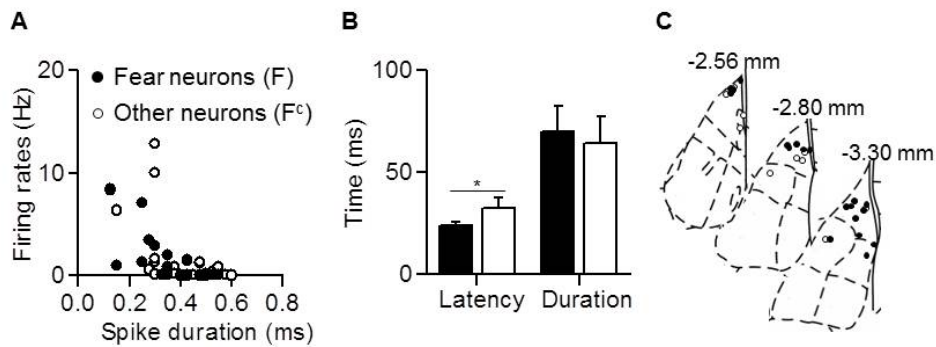 A
20
10
0
Firing rates (Hz)
Fear neurons (F)
Other neurons (Fᶜ)
0.0 0.2 0.4 0.6 0.8
Spike duration (ms)
B
100
50
0
Time (ms)
*
Latency Duration
C
-2.56 mm
-2.80 mm
-3.30 mm